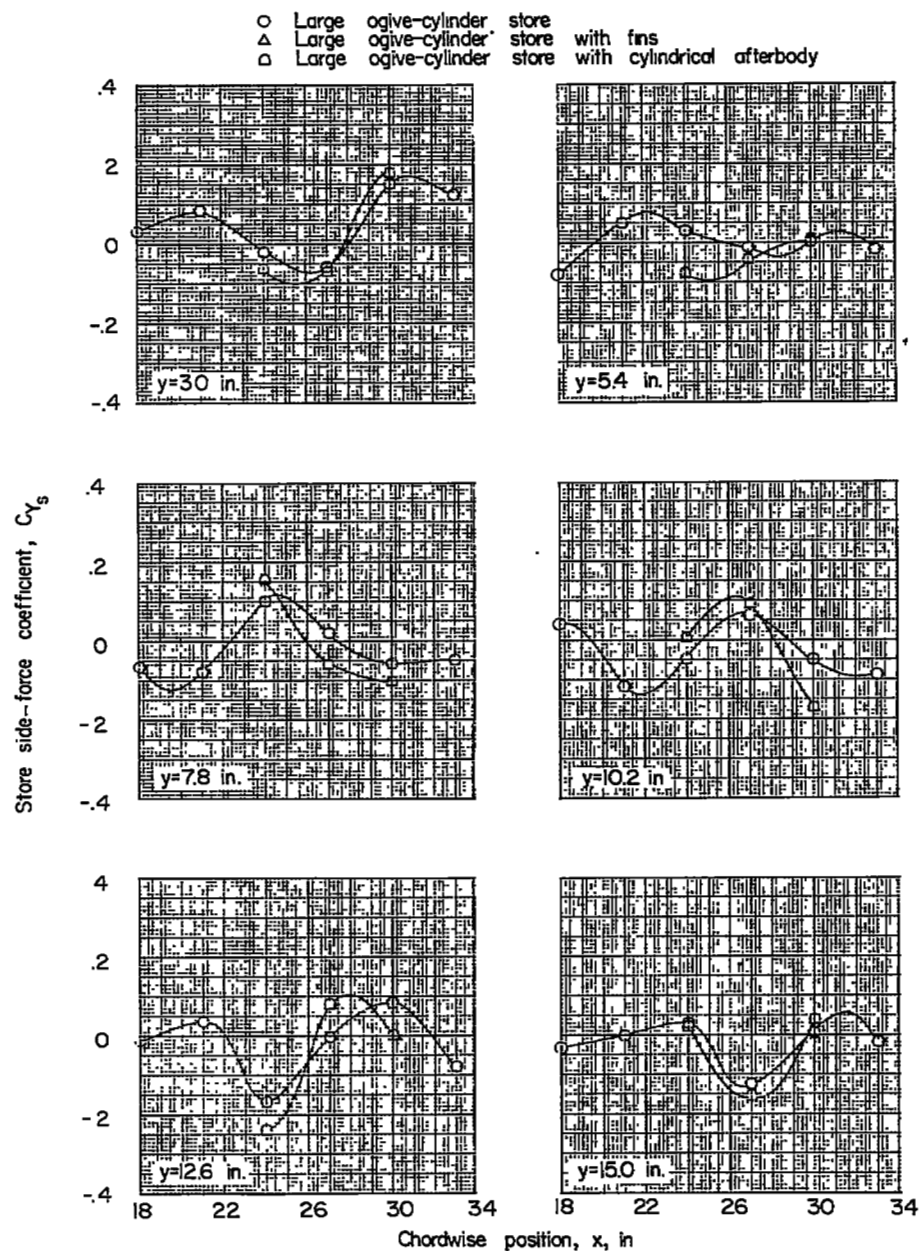 Large ogive-cylinder store
Large ogive-cylinder store with fins
Large ogive-cylinder store with cylindrical afterbody
.4
2
0
-.2
-.4
y=30 in.
y=5.4 in.
Store side-force coefficient, CYs
.4
.2
0
-2
-.4
y=7.8 in.
y=10.2 in
4
.2
0
-2
-.4
y=12.6 in.
y=15.0 in.
18 22 26 30 34 18 22 26 30 34
Chordwise position, x, in